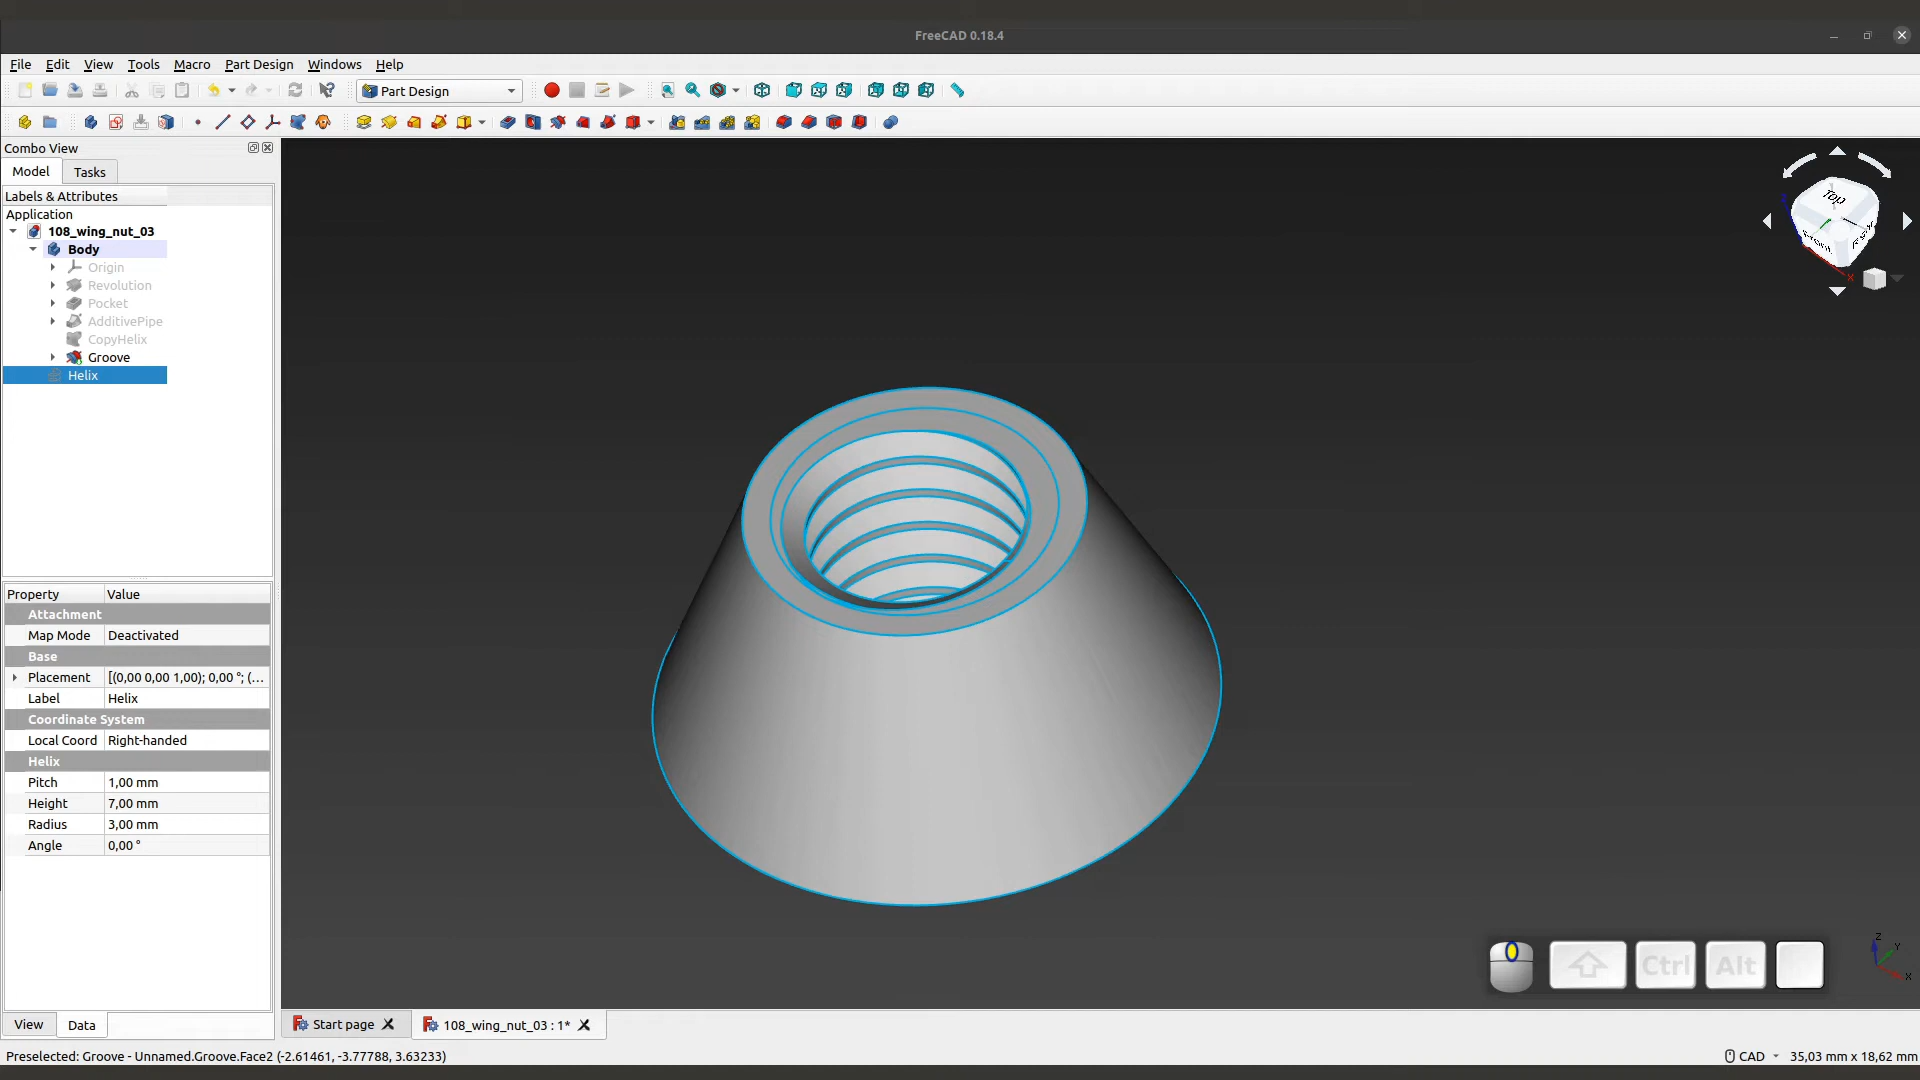 FreeCAD 0.18.4
File Edit View Tools Macro Part Design Windows Help
Part Design
Combo View
Model Tasks
Labels & Attributes
Application
108_wing_nut_03
Body
Origin
Revolution
Pocket
AdditivePipe
CopyHelix
Groove
Helix
Top
Front
Right
Z
X
Property Value
Attachment
Map Mode Deactivated
Base
Placement [(0,00 0,00 1,00); 0,00 °; (...
Label Helix
Coordinate System
Local Coord Right-handed
Helix
Pitch 1,00 mm
Height 7,00 mm
Radius 3,00 mm
Angle 0,00 °
Ctrl Alt
Z
Y
X
View Data
Start page 108_wing_nut_03 : 1*
Preselected: Groove - Unnamed.Groove.Face2 (-2.61461, -3.77788, 3.63233)
CAD 35,03 mm x 18,62 mm